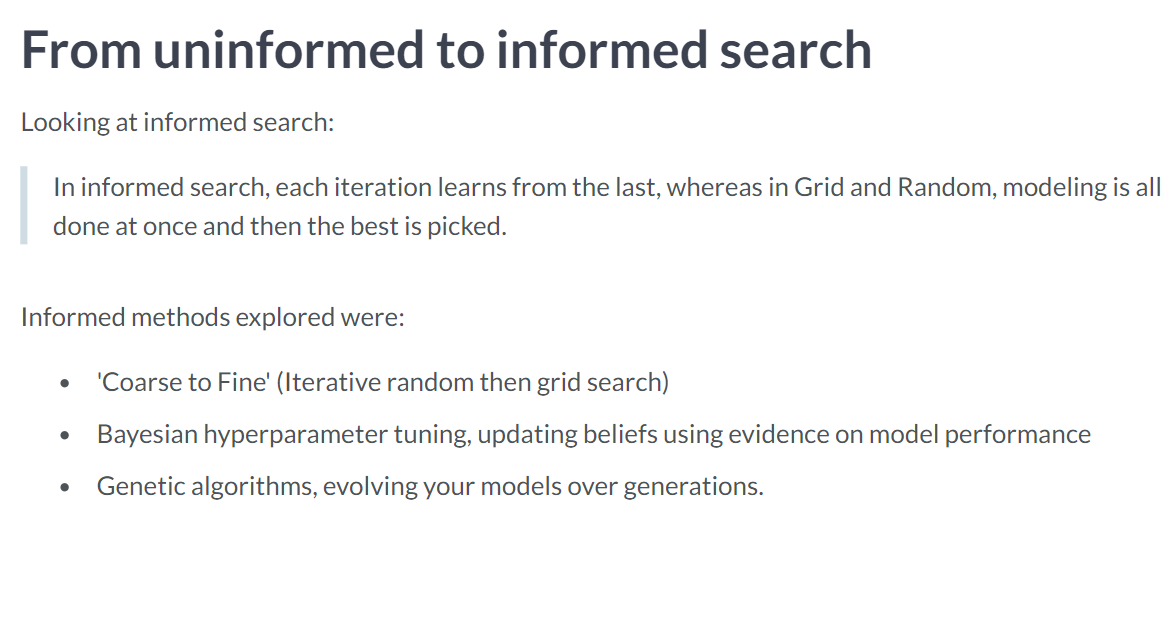 From uninformed to informed search
Looking at informed search:
In informed search, each iteration learns from the last, whereas in Grid and Random, modeling is all
done at once and then the best is picked.
Informed methods explored were:
• 'Coarse to Fine' (Iterative random then grid search)
• Bayesian hyperparameter tuning, updating beliefs using evidence on model performance
• Genetic algorithms, evolving your models over generations.